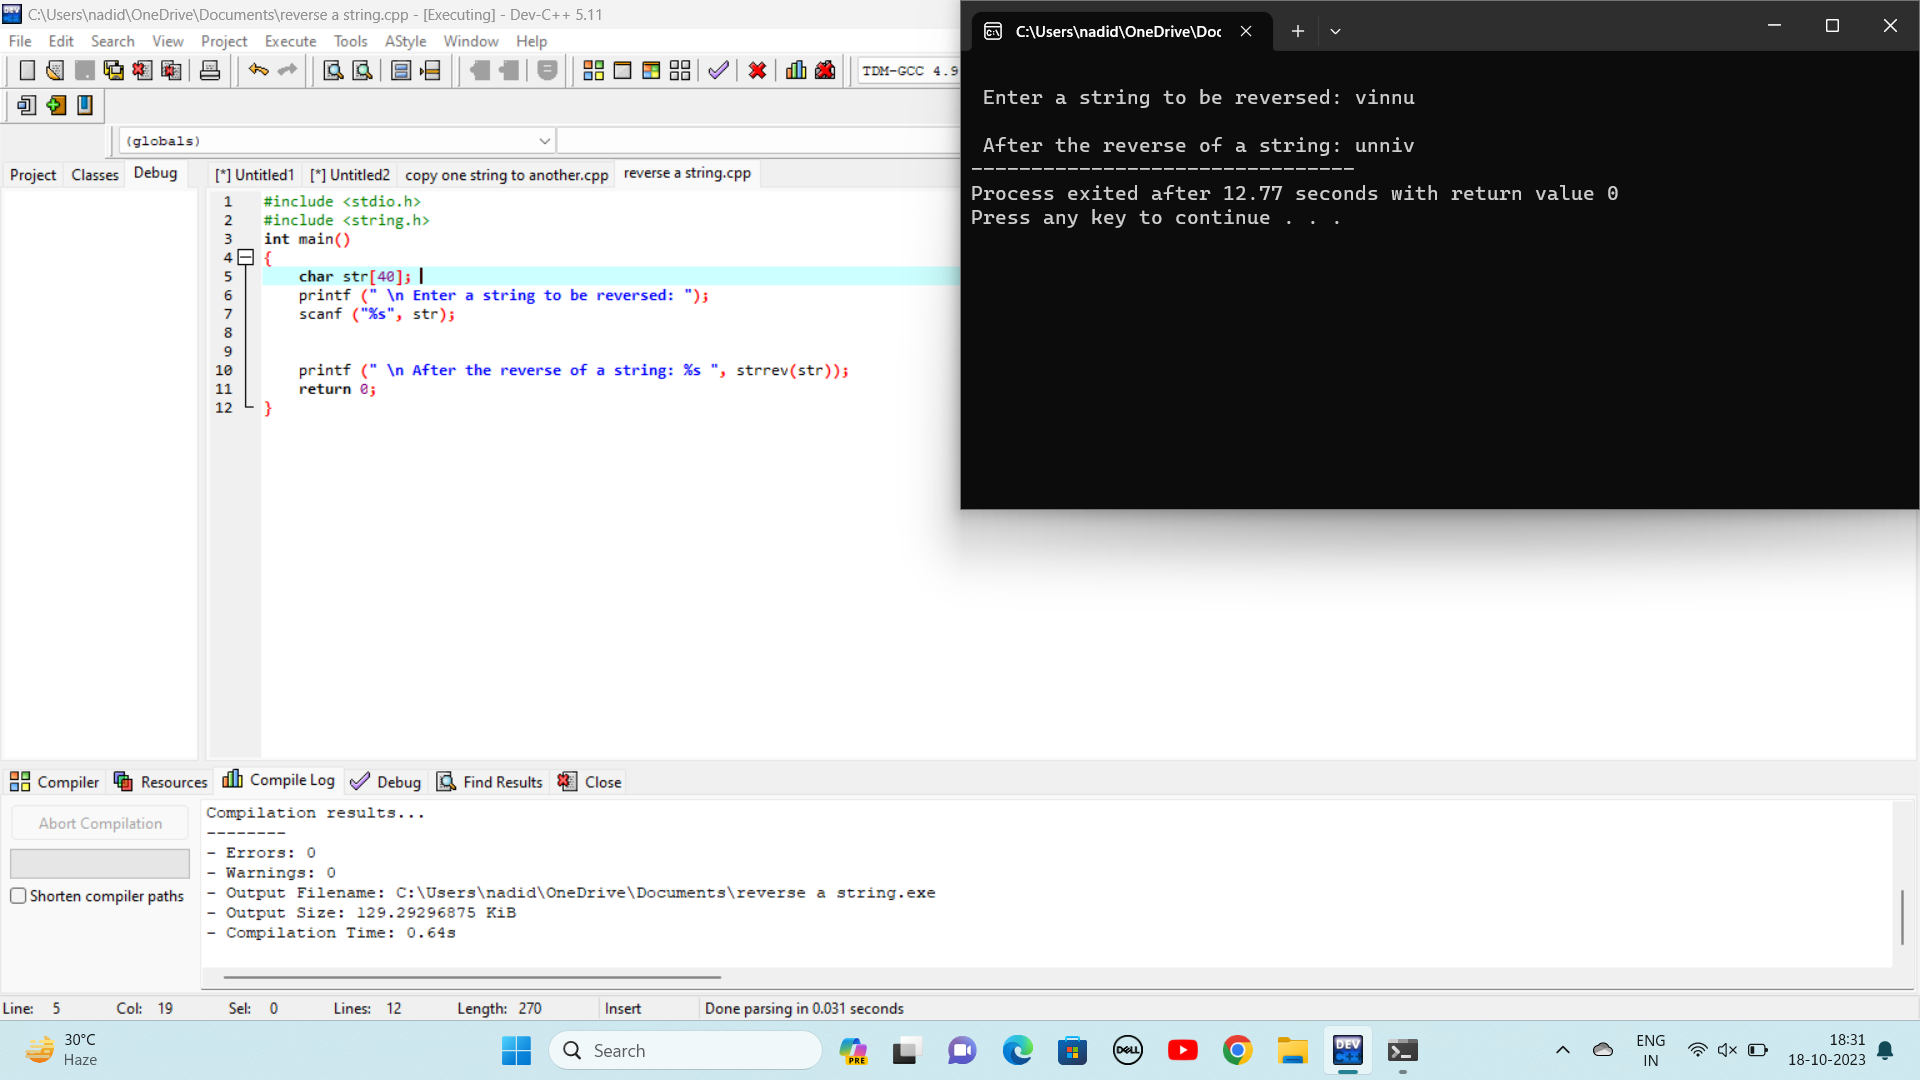 C:\Users\nadid\OneDrive\Documents\reverse a string.cpp - [Executing] - Dev-C++ 5.11
File Edit Search View Project Execute Tools AStyle Window Help
TDM-GCC 4.9
(globals)
Project Classes Debug
[*] Untitled1 [*] Untitled2 copy one string to another.cpp reverse a string.cpp
1 #include <stdio.h>
2 #include <string.h>
3 int main()
4 {
5 char str[40];
6 printf (" \n Enter a string to be reversed: ");
7 scanf ("%s", str);
8
9
10 printf (" \n After the reverse of a string: %s ", strrev(str));
11 return 0;
12 }
C:\Users\nadid\OneDrive\Doc
Enter a string to be reversed: vinnu
After the reverse of a string: unniv
--------------------------------
Process exited after 12.77 seconds with return value 0
Press any key to continue . . .
Compiler Resources Compile Log Debug Find Results Close
Abort Compilation
Shorten compiler paths
Compilation results...
--------
- Errors: 0
- Warnings: 0
- Output Filename: C:\Users\nadid\OneDrive\Documents\reverse a string.exe
- Output Size: 129.29296875 KiB
- Compilation Time: 0.64s
Line: 5 Col: 19 Sel: 0 Lines: 12 Length: 270 Insert Done parsing in 0.031 seconds
30°C
Haze
Search
PRE
DELL
DEV
C++
ENG
IN
18:31
18-10-2023